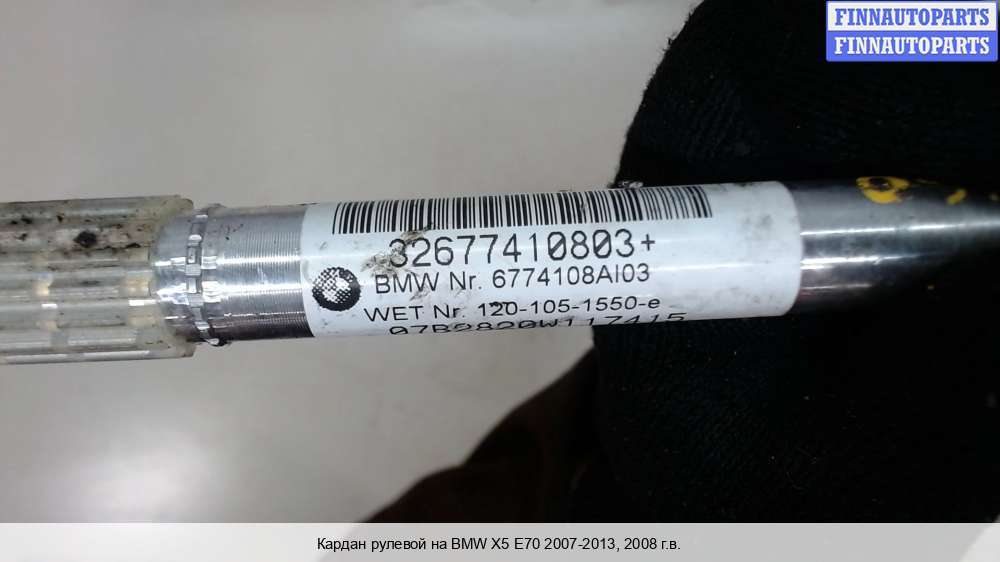 FINNAUTOPARTS
FINNAUTOPARTS
32677410803+
BMW Nr. 6774108AI03
WET Nr. 120-105-1550-e
07B2820W117415
Кардан рулевой на BMW X5 E70 2007-2013, 2008 г.в.